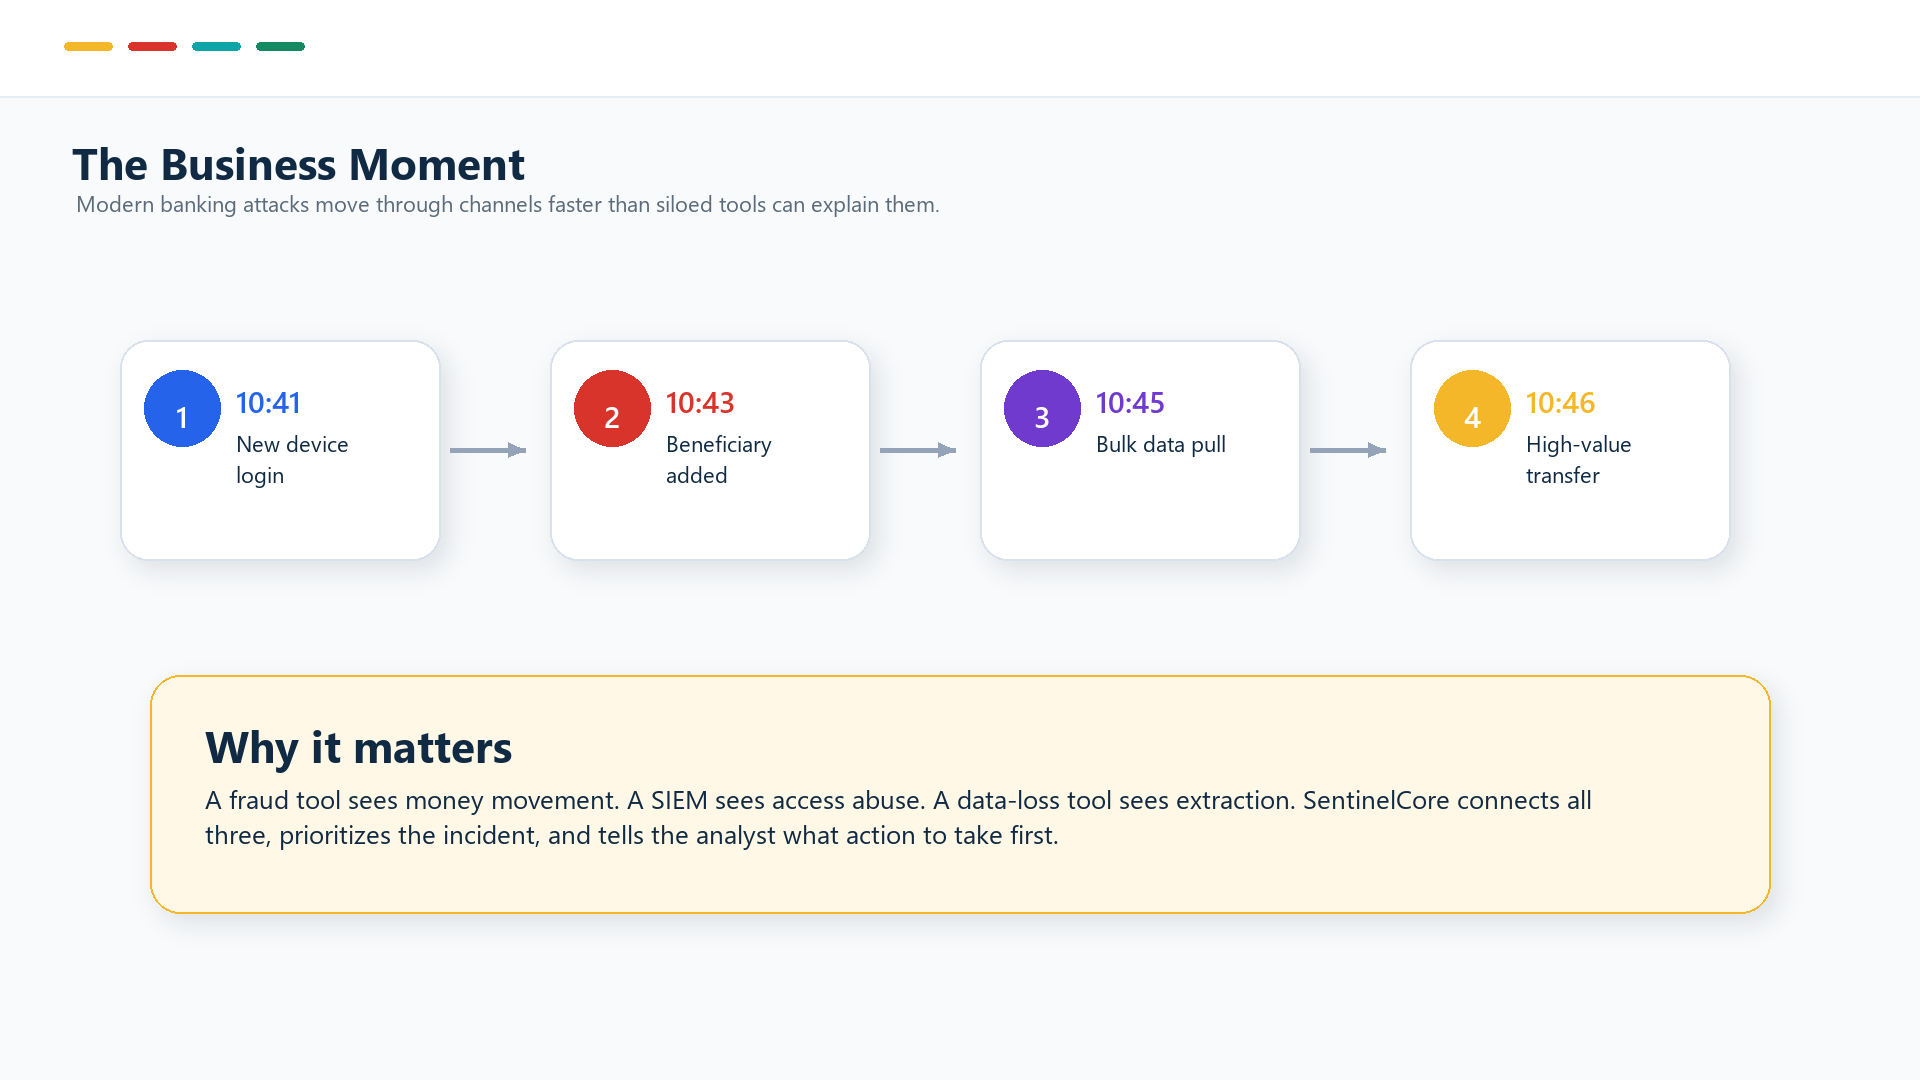 The Business Moment
Modern banking attacks move through channels faster than siloed tools can explain them.
1
10:41
New device
login
2
10:43
Beneficiary
added
3
10:45
Bulk data pull
4
10:46
High-value
transfer
Why it matters
A fraud tool sees money movement. A SIEM sees access abuse. A data-loss tool sees extraction. SentinelCore connects all
three, prioritizes the incident, and tells the analyst what action to take first.